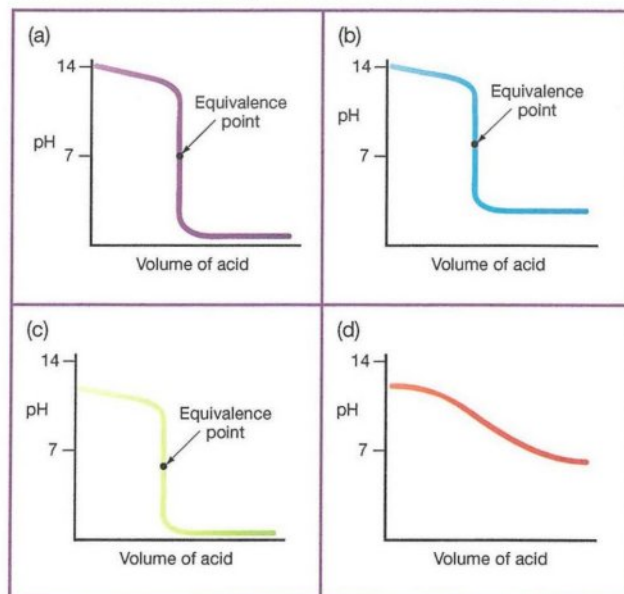 (a)
14
Equivalence
point
pH
7
Volume of acid
(b)
14
Equivalence
point
pH
7
Volume of acid
(c)
14
pH
Equivalence
point
7
Volume of acid
(d)
14
pH
7
Volume of acid